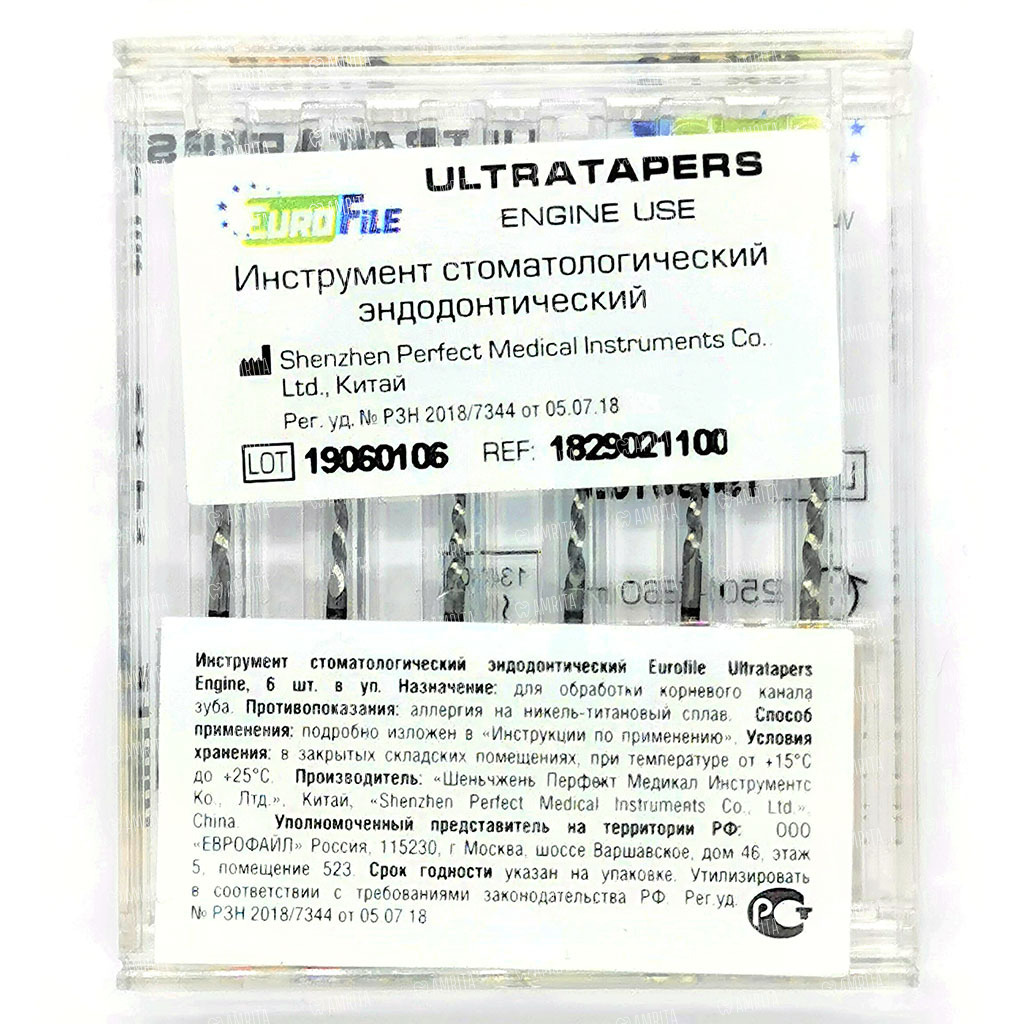 ULTRATAPERS
EUROFILE
ENGINE USE
Инструмент стоматологический
эндодонтический
Shenzhen Perfect Medical Instruments Co..
Ltd., Китай
Рег. уд. № РЗН 2018/7344 от 05.07.18
LOT 19060106 REF: 1829021100
Инструмент стоматологический эндодонтический Eurofile Ultratapers
Engine, 6 шт. в уп. Назначение: для обработки корневого канала
зуба. Противопоказания: аллергия на никель-титановый сплав. Способ
применения: подробно изложен в «Инструкции по применению». Условия
хранения: в закрытых складских помещениях, при температуре от +15°C
до +25°C. Производитель: «Шеньчжень Перфект Медикал Инструментс
Ко., Лтд.», Китай, «Shenzhen Perfect Medical Instruments Co., Ltd.»,
China. Уполномоченный представитель на территории РФ: ООО
«ЕВРОФАЙЛ» Россия, 115230, г Москва, шоссе Варшавское, дом 46, этаж
5, помещение 523. Срок годности указан на упаковке. Утилизировать
в соответствии с требованиями законодательства РФ. Рег.уд.
№ РЗН 2018/7344 от 05 07 18
РСТ
AMRITA